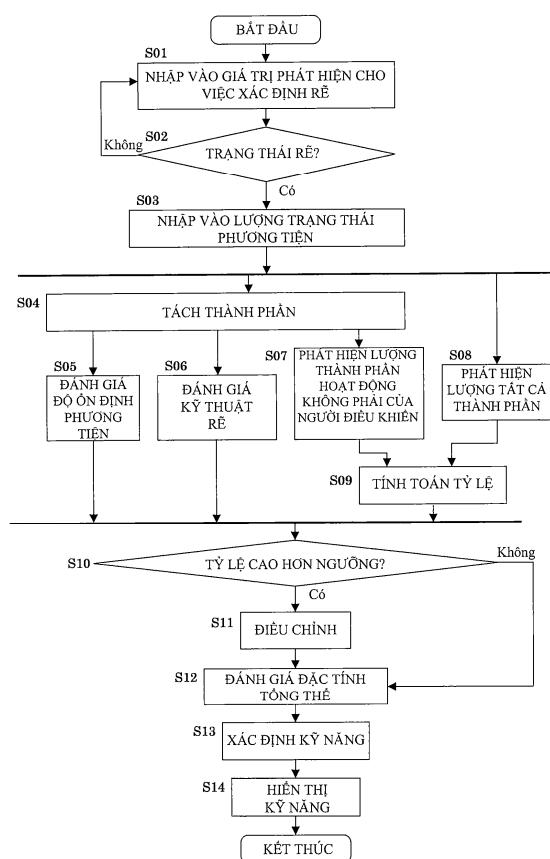 BẮT ĐẦU
S01
NHẬP VÀO GIÁ TRỊ PHÁT HIỆN CHO
VIỆC XÁC ĐỊNH RẼ
S02
Không
TRẠNG THÁI RẼ?
Có
S03
NHẬP VÀO LƯỢNG TRẠNG THÁI
PHƯƠNG TIỆN
S04
TÁCH THÀNH PHẦN
S05
ĐÁNH GIÁ
ĐỘ ỔN ĐỊNH
PHƯƠNG
TIỆN
S06
ĐÁNH GIÁ
KỸ THUẬT
RẼ
S07
PHÁT HIỆN LƯỢNG
THÀNH PHẦN
HOẠT ĐỘNG
KHÔNG PHẢI CỦA
NGƯỜI ĐIỀU KHIỂN
S08
PHÁT HIỆN
LƯỢNG TẤT CẢ
THÀNH PHẦN
S09
TÍNH TOÁN TỶ LỆ
S10
TỶ LỆ CAO HƠN NGƯỠNG?
Không
Có
S11
ĐIỀU CHỈNH
S12
ĐÁNH GIÁ ĐẶC TÍNH
TỔNG THỂ
S13
XÁC ĐỊNH KỸ NĂNG
S14
HIỂN THỊ
KỸ NĂNG
KẾT THÚC